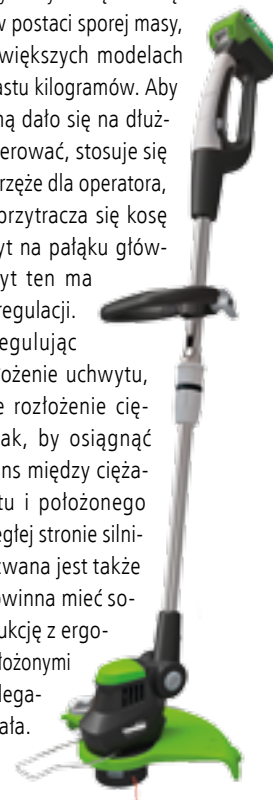 w postaci sporej masy,
większych modelach
astu kilogramów. Aby
ną dało się na dłuż-
erować, stosuje się
rzęże dla operatora,
przytracza się kosę
yt na pałąku głów-
yt ten ma
regulacji.
egulując
ożenie uchwytu,
e rozłożenie cię-
ak, by osiągnąć
ns między cięża-
tu i położonego
egłej stronie silni-
wana jest także
owinna mieć so-
ukcję z ergo-
łożonymi
lega-
ała.